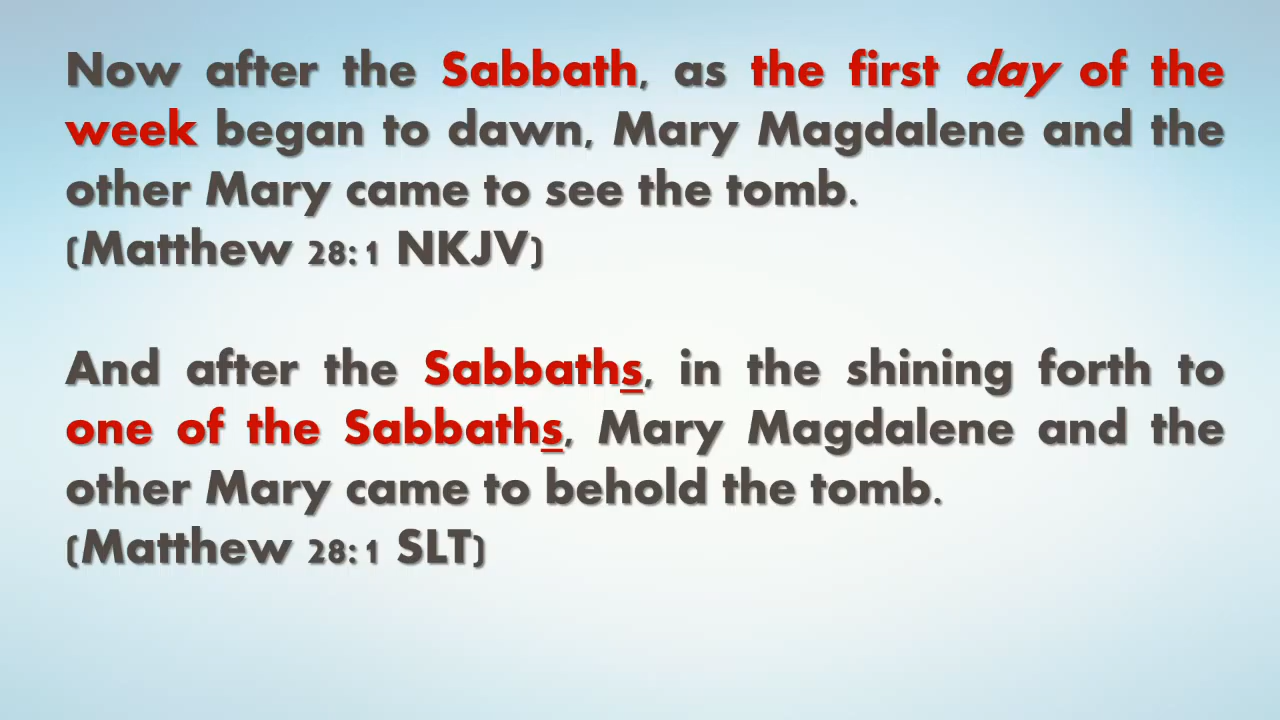 Now after the Sabbath, as the first day of the
week began to dawn, Mary Magdalene and the
other Mary came to see the tomb.
(Matthew 28:1 NKJV)
And after the Sabbaths, in the shining forth to
one of the Sabbaths, Mary Magdalene and the
other Mary came to behold the tomb.
(Matthew 28:1 SLT)